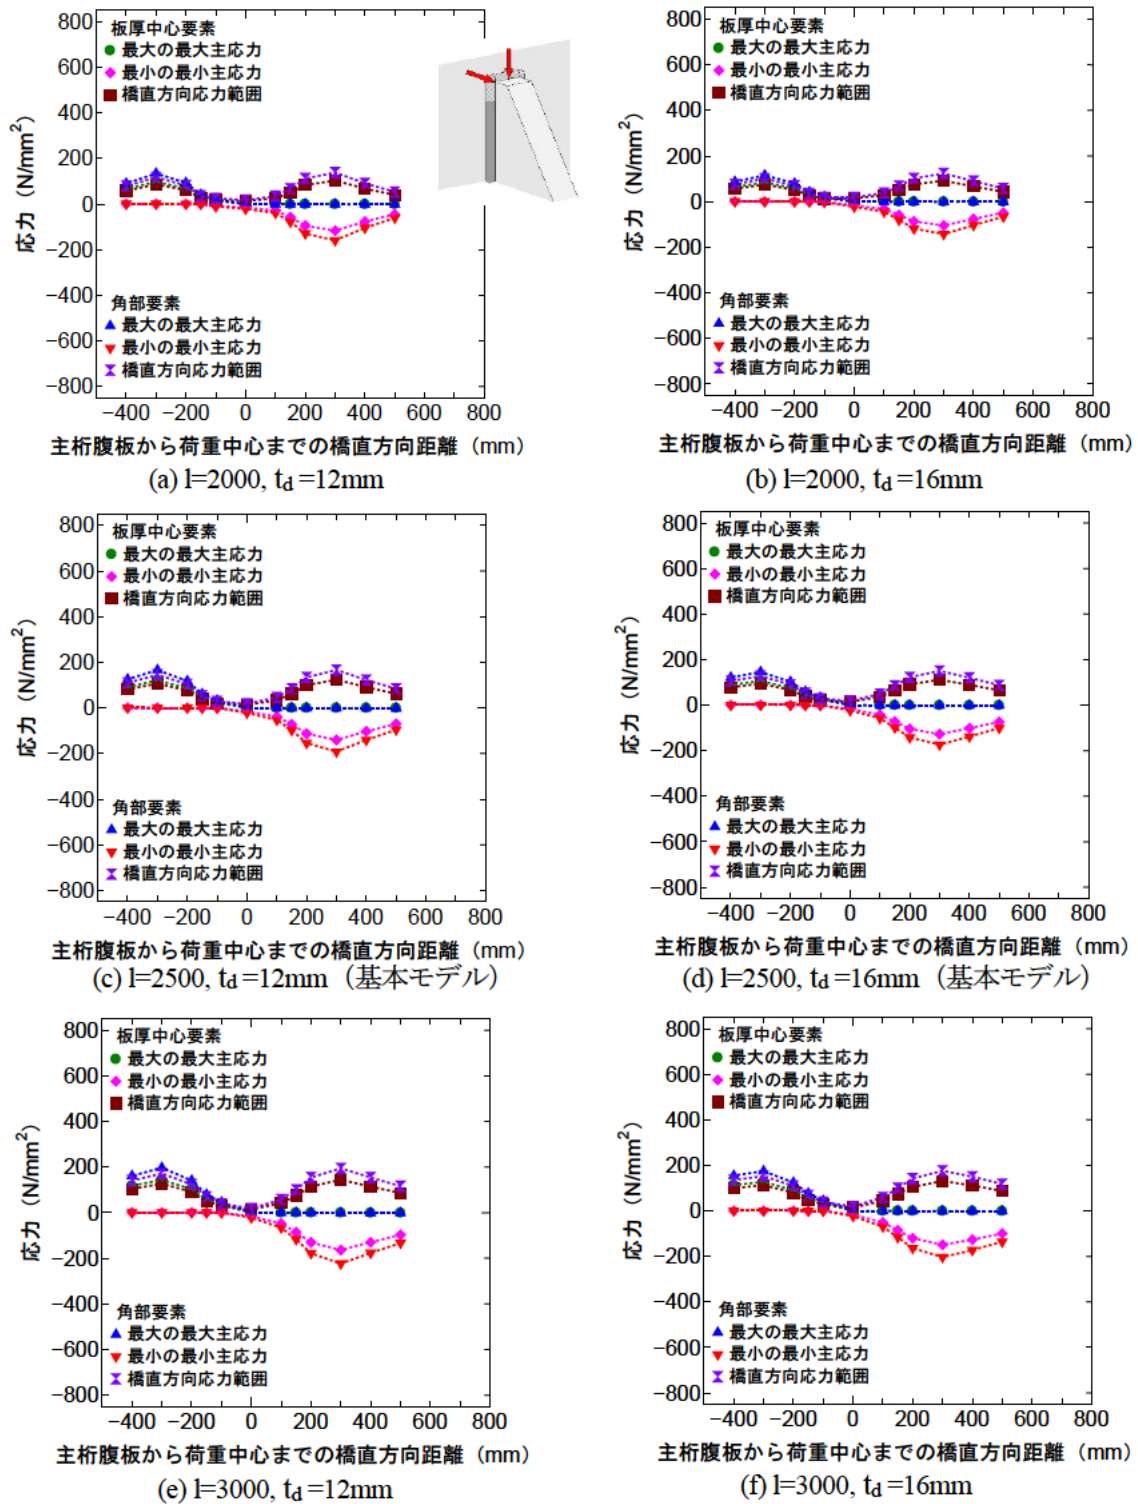 800
600
400
200
0
−200
−400
−600
−800
応力 (N/mm²)
板厚中心要素
最大の最大主応力
最小の最小主応力
橋直方向応力範囲
角部要素
最大の最大主応力
最小の最小主応力
橋直方向応力範囲
−400 −200 0 200 400 600 800
主桁腹板から荷重中心までの橋直方向距離 (mm)
(a) l=2000, td =12mm
800
600
400
200
0
−200
−400
−600
−800
応力 (N/mm²)
板厚中心要素
最大の最大主応力
最小の最小主応力
橋直方向応力範囲
角部要素
最大の最大主応力
最小の最小主応力
橋直方向応力範囲
−400 −200 0 200 400 600 800
主桁腹板から荷重中心までの橋直方向距離 (mm)
(b) l=2000, td =16mm
800
600
400
200
0
−200
−400
−600
−800
応力 (N/mm²)
板厚中心要素
最大の最大主応力
最小の最小主応力
橋直方向応力範囲
角部要素
最大の最大主応力
最小の最小主応力
橋直方向応力範囲
−400 −200 0 200 400 600 800
主桁腹板から荷重中心までの橋直方向距離 (mm)
(c) l=2500, td =12mm (基本モデル)
800
600
400
200
0
−200
−400
−600
−800
応力 (N/mm²)
板厚中心要素
最大の最大主応力
最小の最小主応力
橋直方向応力範囲
角部要素
最大の最大主応力
最小の最小主応力
橋直方向応力範囲
−400 −200 0 200 400 600 800
主桁腹板から荷重中心までの橋直方向距離 (mm)
(d) l=2500, td =16mm (基本モデル)
800
600
400
200
0
−200
−400
−600
−800
応力 (N/mm²)
板厚中心要素
最大の最大主応力
最小の最小主応力
橋直方向応力範囲
角部要素
最大の最大主応力
最小の最小主応力
橋直方向応力範囲
−400 −200 0 200 400 600 800
主桁腹板から荷重中心までの橋直方向距離 (mm)
(e) l=3000, td =12mm
800
600
400
200
0
−200
−400
−600
−800
応力 (N/mm²)
板厚中心要素
最大の最大主応力
最小の最小主応力
橋直方向応力範囲
角部要素
最大の最大主応力
最小の最小主応力
橋直方向応力範囲
−400 −200 0 200 400 600 800
主桁腹板から荷重中心までの橋直方向距離 (mm)
(f) l=3000, td =16mm